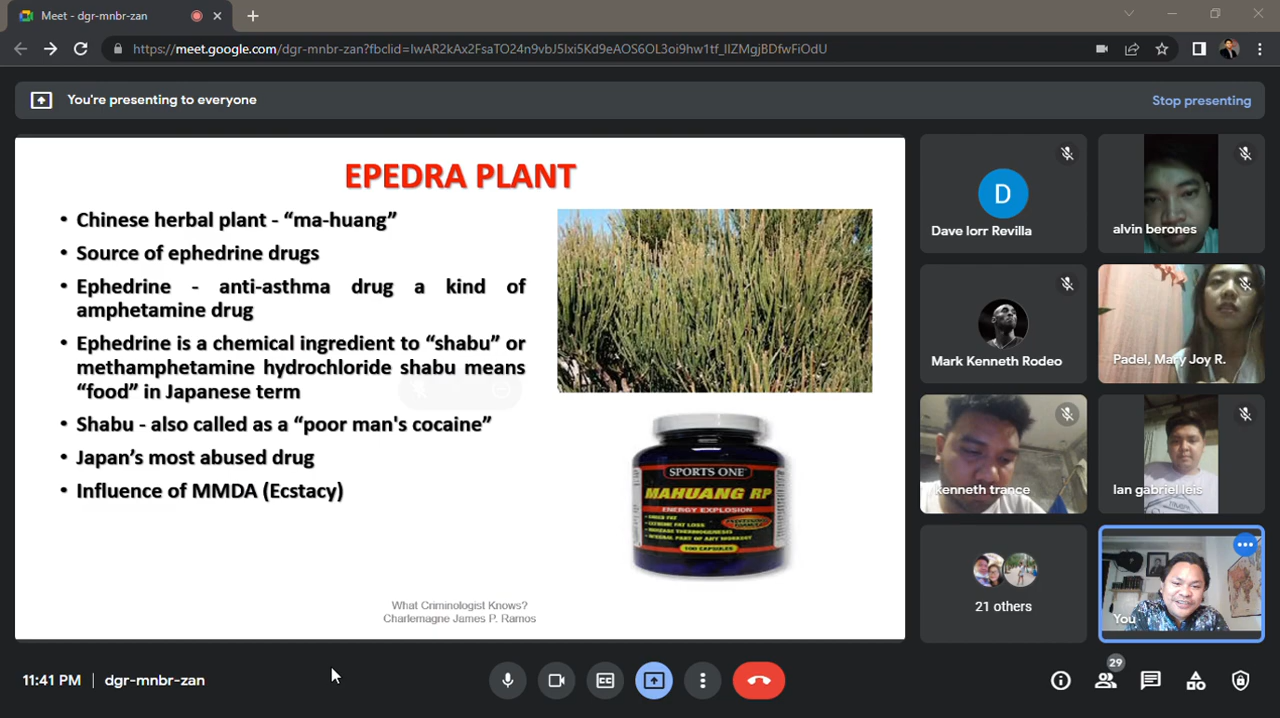 Meet - dgr-mnbr-zan
https://meet.google.com/dgr-mnbr-zan?fbclid=IwAR2kAx2FsaTO24n9vbJ5lxi5Kd9eAOS6OL3oi9hw1tf_lIZMgjBDfwFiOdU
You're presenting to everyone
Stop presenting
EPEDRA PLANT
• Chinese herbal plant - “ma-huang”
• Source of ephedrine drugs
• Ephedrine - anti-asthma drug a kind of
amphetamine drug
• Ephedrine is a chemical ingredient to “shabu” or
methamphetamine hydrochloride shabu means
“food” in Japanese term
• Shabu - also called as a “poor man's cocaine”
• Japan’s most abused drug
• Influence of MMDA (Ecstacy)
SPORTS ONE
MAHUANG RP
ENERGY EXPLOSION
100 CAPSULES
What Criminologist Knows?
Charlemagne James P. Ramos
D
Dave lorr Revilla
alvin berones
Mark Kenneth Rodeo
Padel, Mary Joy R.
kenneth trance
Ian gabriel leis
21 others
You
11:41 PM
dgr-mnbr-zan
29